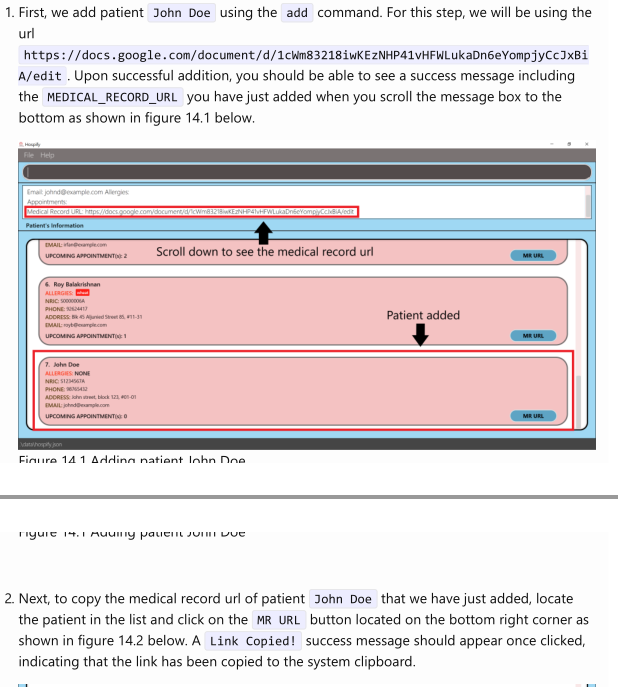 1. First, we add patient John Doe using the add command. For this step, we will be using the
url
https://docs.google.com/document/d/1cWm83218iwKEzNHP41vHFWLukaDn6eYompjyCcJxBi
A/edit . Upon successful addition, you should be able to see a success message including
the MEDICAL_RECORD_URL you have just added when you scroll the message box to the
bottom as shown in figure 14.1 below.
Hospify
File Help
Email: johnd@example.com Allergies:
Appointments:
Medical Record URL: https://docs.google.com/document/d/1cWm83218iwKEzNHP41vHFWLukaDn6eYompjyCcJxBiA/edit
Patient's Information
EMAIL: irfan@example.com
Scroll down to see the medical record url
UPCOMING APPOINTMENT(s): 2
MR URL
6. Roy Balakrishnan
ALLERGIES:
NRIC: S0000006A
PHONE: 92624417
ADDRESS: Blk 45 Aljunied Street 85, #11-31
EMAIL: royb@example.com
UPCOMING APPOINTMENT(s): 1
MR URL
Patient added
7. John Doe
ALLERGIES: NONE
NRIC: S1234567A
PHONE: 98765432
ADDRESS: John street, block 123, #01-01
EMAIL: johnd@example.com
UPCOMING APPOINTMENT(s): 0
MR URL
\data\hospify.json
Figure 14.1 Adding patient John Doe
Figure 14.1 Adding patient John Doe
2. Next, to copy the medical record url of patient John Doe that we have just added, locate
the patient in the list and click on the MR URL button located on the bottom right corner as
shown in figure 14.2 below. A Link Copied! success message should appear once clicked,
indicating that the link has been copied to the system clipboard.